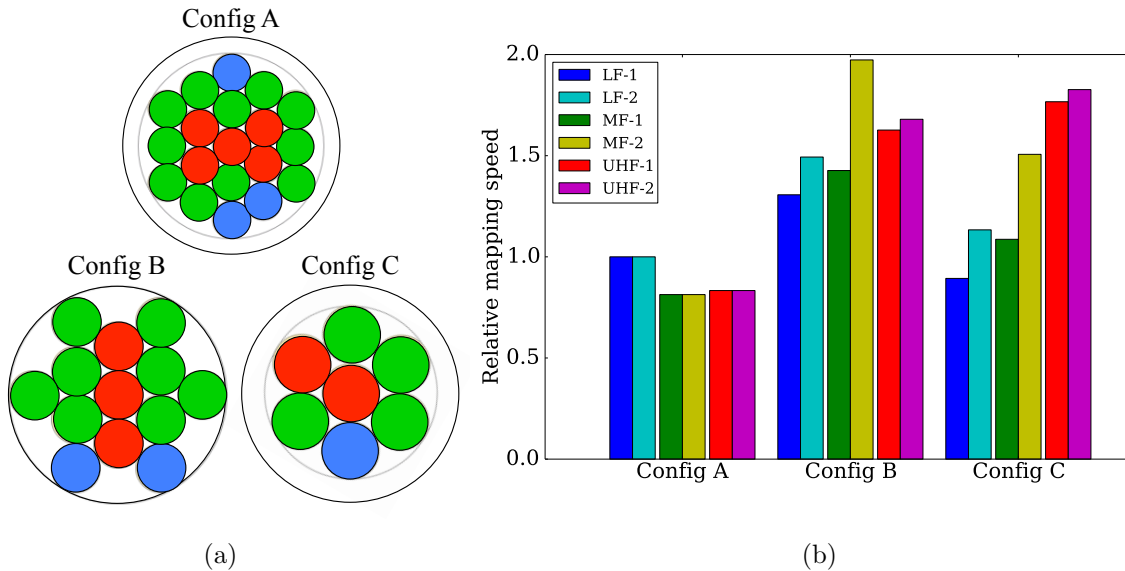 Config A
Config B
Config C
(a)
Relative mapping speed
2.0
1.5
1.0
0.5
0.0
LF-1
LF-2
MF-1
MF-2
UHF-1
UHF-2
Config A
Config B
Config C
(b)